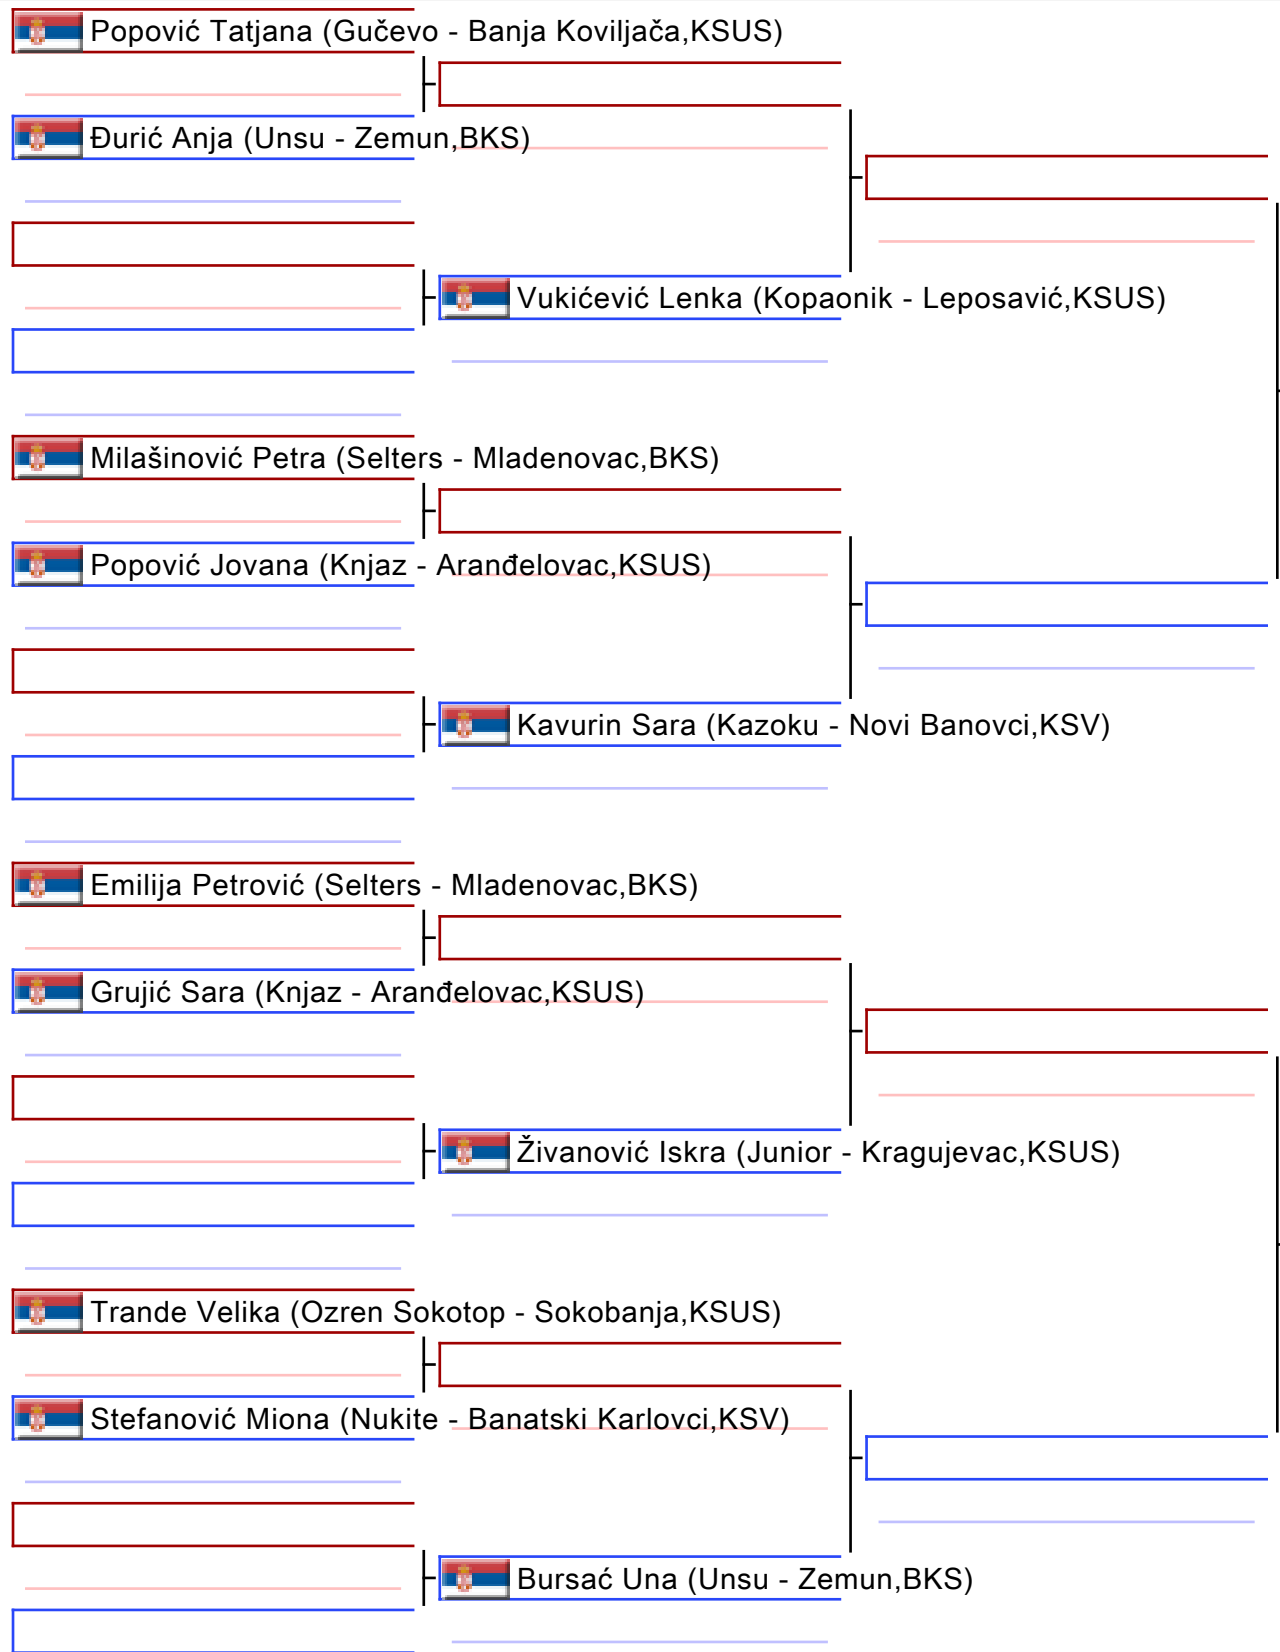 Popović Tatjana (Gučevo - Banja Koviljača,KSUS)
Đurić Anja (Unsu - Zemun,BKS)
Vukićević Lenka (Kopaonik - Leposavić,KSUS)
Milašinović Petra (Selters - Mladenovac,BKS)
Popović Jovana (Knjaz - Aranđelovac,KSUS)
Kavurin Sara (Kazoku - Novi Banovci,KSV)
Emilija Petrović (Selters - Mladenovac,BKS)
Grujić Sara (Knjaz - Aranđelovac,KSUS)
Živanović Iskra (Junior - Kragujevac,KSUS)
Trande Velika (Ozren Sokotop - Sokobanja,KSUS)
Stefanović Miona (Nukite - Banatski Karlovci,KSV)
Bursać Una (Unsu - Zemun,BKS)